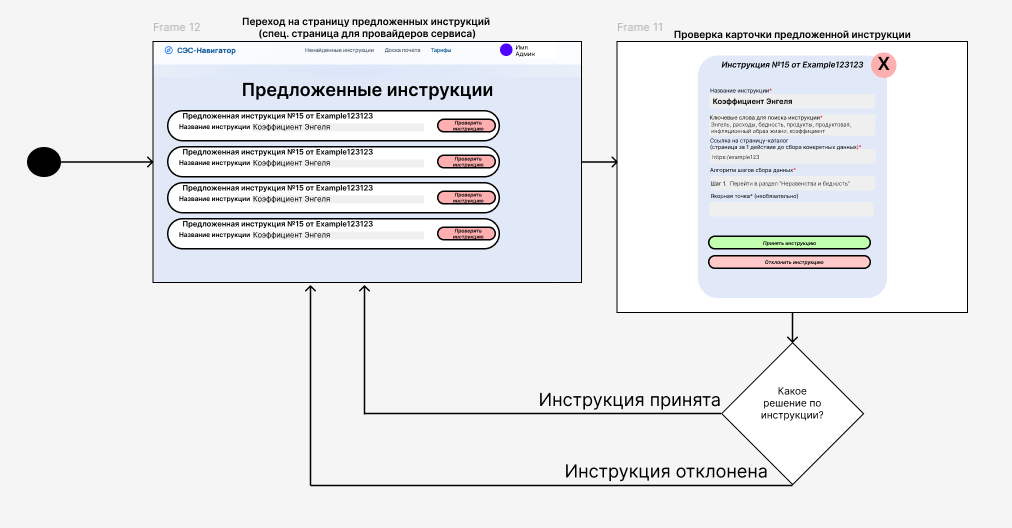 Frame 12
Переход на страницу предложенных инструкций
(спец. страница для провайдеров сервиса)
СЭС-Навигатор
Ненайденные инструкции
Доска почета
Тарифы
Имя
Админ
Предложенные инструкции
Предложенная инструкция №15 от Example123123
Название инструкции Коэффициент Энгеля
Проверить
инструкцию
Предложенная инструкция №15 от Example123123
Название инструкции Коэффициент Энгеля
Проверить
инструкцию
Предложенная инструкция №15 от Example123123
Название инструкции Коэффициент Энгеля
Проверить
инструкцию
Предложенная инструкция №15 от Example123123
Название инструкции Коэффициент Энгеля
Проверить
инструкцию
Frame 11
Проверка карточки предложенной инструкции
Инструкция №15 от Example123123
X
Название инструкции*
Коэффициент Энгеля
Ключевые слова для поиска инструкции*
Энгель, расходы, бедность, продукты, продуктовая,
инфляционный образ жизни, коэффициент
Ссылка на страницу-каталог
(страница за 1 действие до сбора конкретных данных)*
https:/example123
Алгоритм шагов сбора данных*
Шаг 1. Перейти в раздел "Неравенства и бедность"
Якорная точка* (необязательно)
Принять инструкцию
Отклонить инструкцию
Какое
решение по
инструкции?
Инструкция принята
Инструкция отклонена